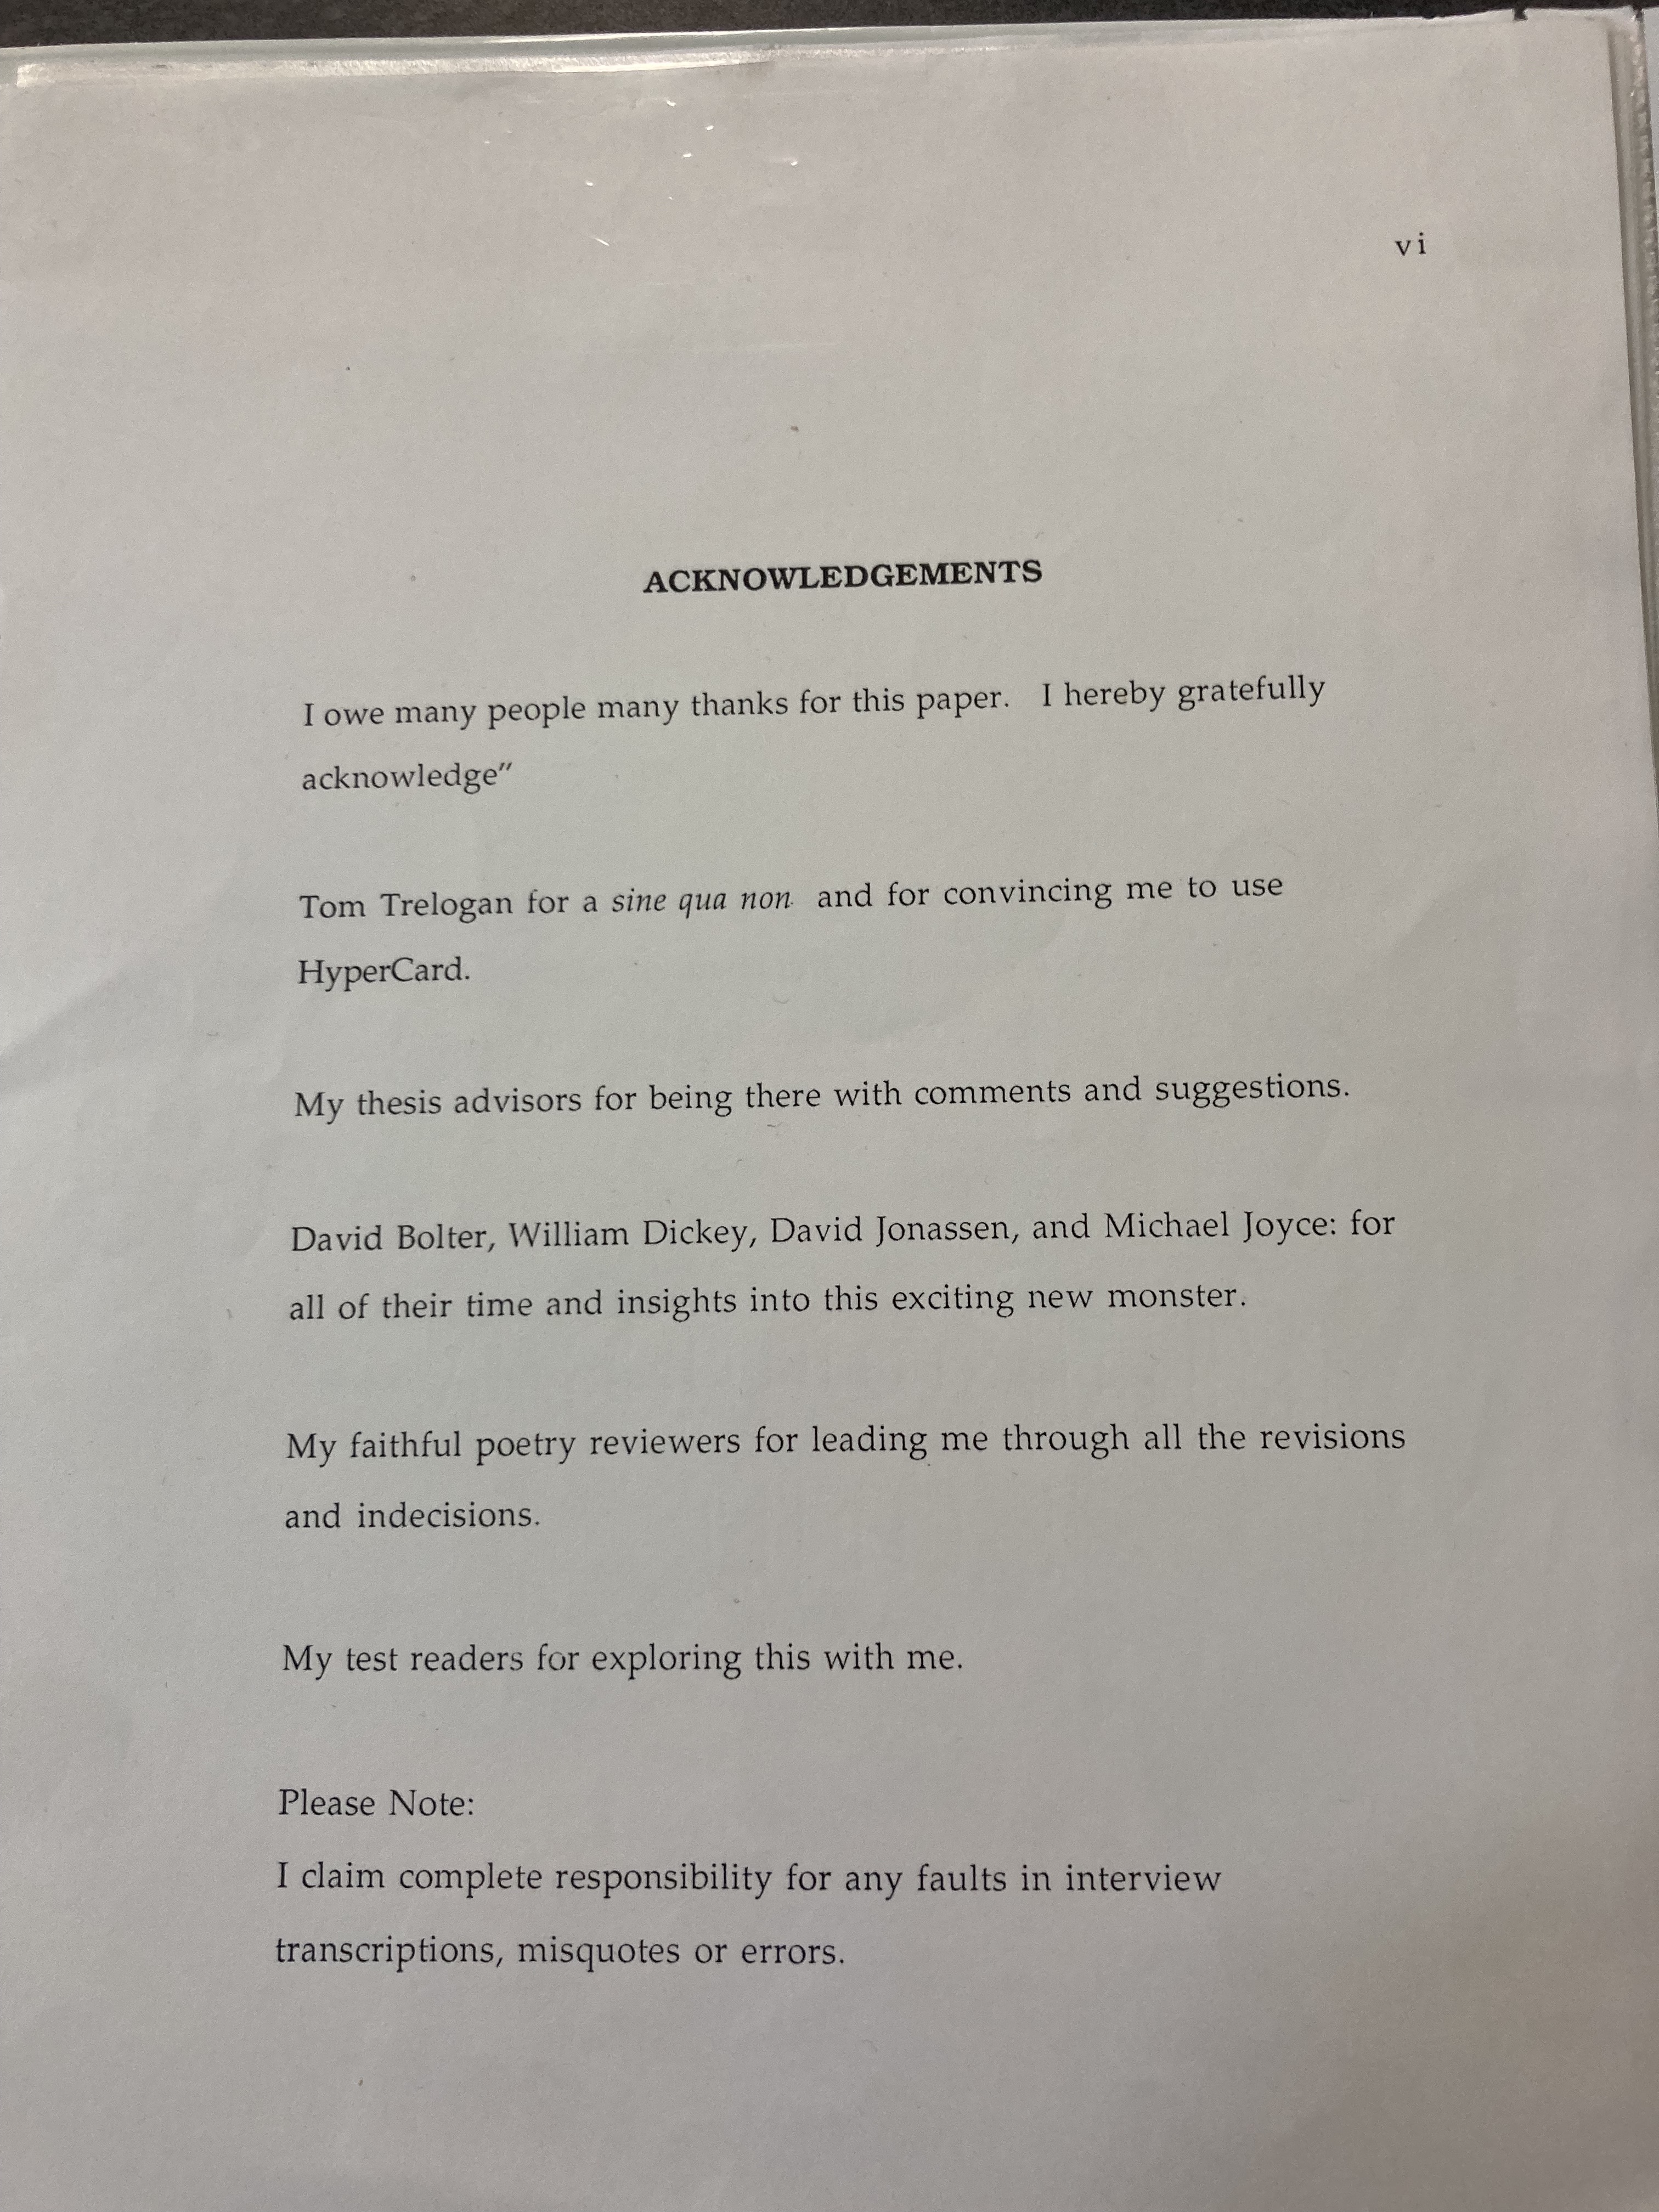 vi
ACKNOWLEDGEMENTS
I owe many people many thanks for this paper. I hereby gratefully
acknowledge”
Tom Trelogan for a sine qua non and for convincing me to use
HyperCard.
My thesis advisors for being there with comments and suggestions.
David Bolter, William Dickey, David Jonassen, and Michael Joyce: for
all of their time and insights into this exciting new monster.
My faithful poetry reviewers for leading me through all the revisions
and indecisions.
My test readers for exploring this with me.
Please Note:
I claim complete responsibility for any faults in interview
transcriptions, misquotes or errors.